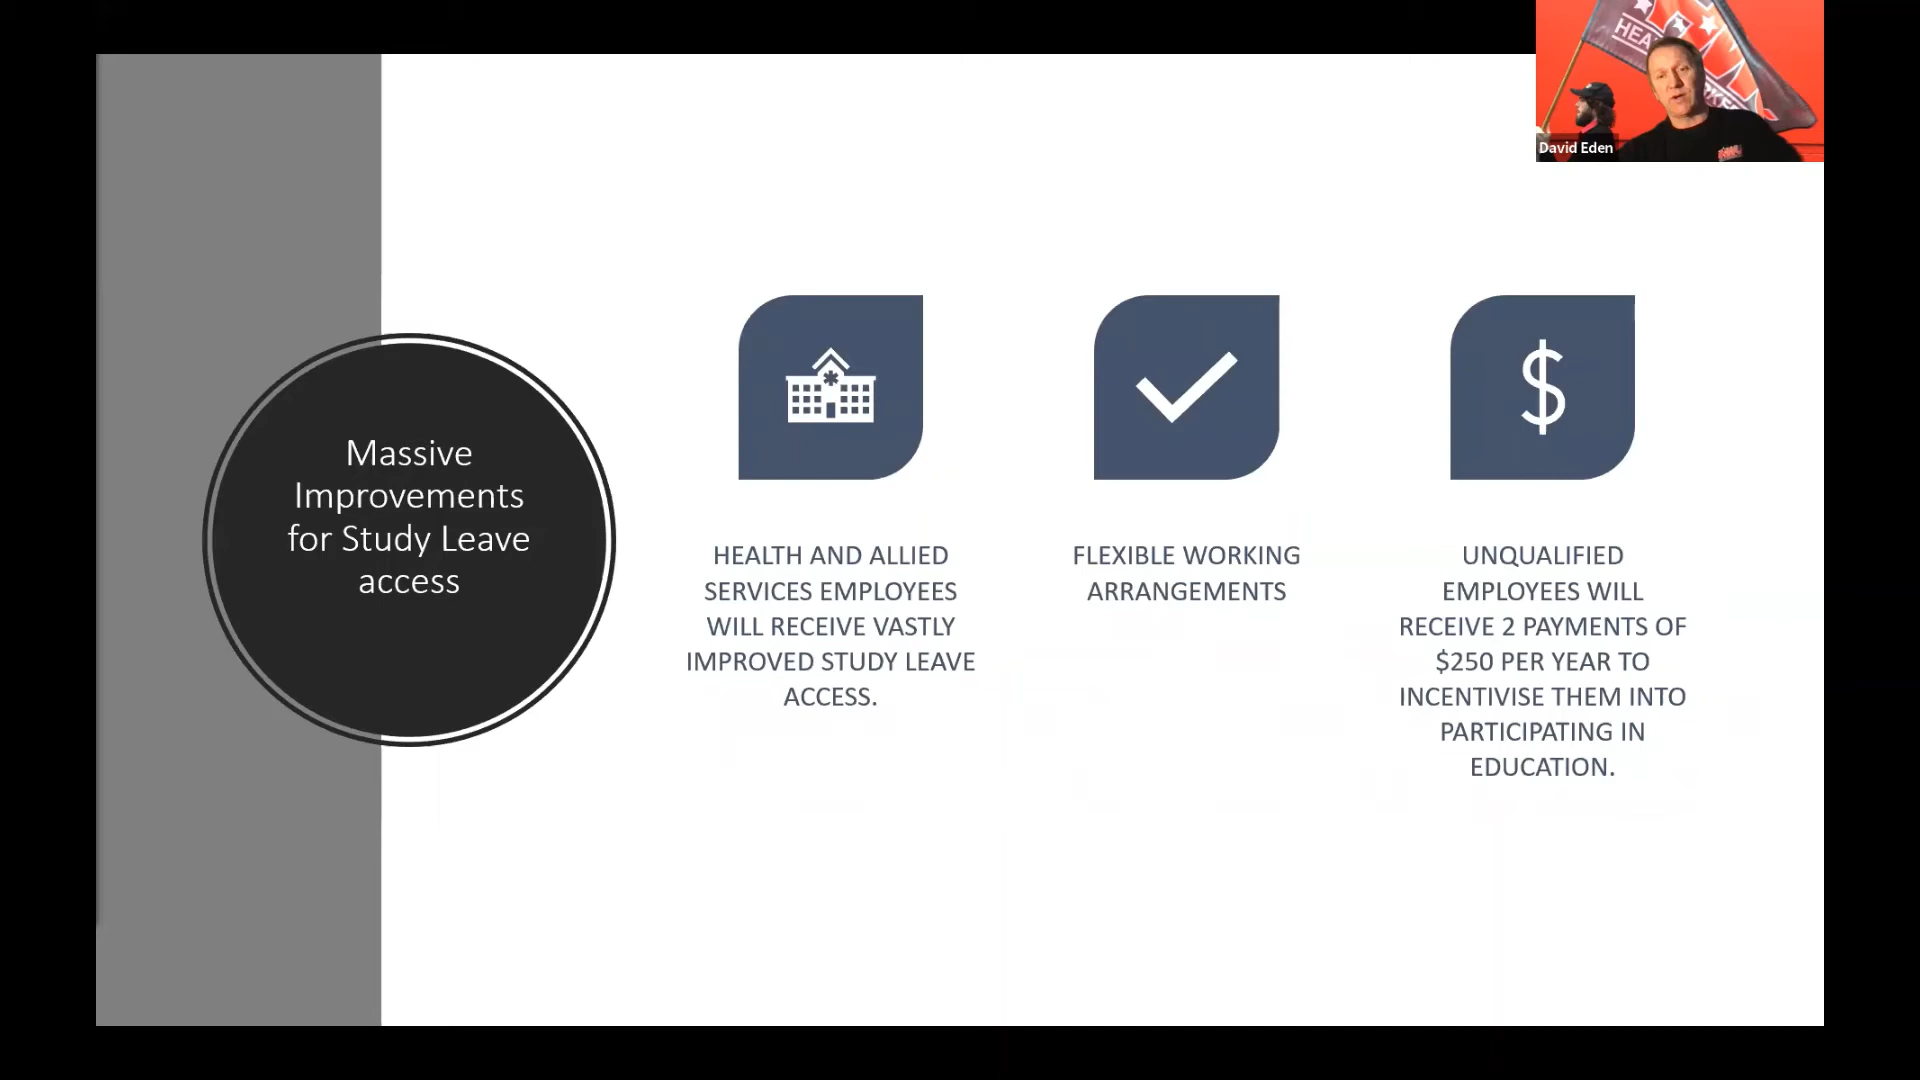 HEA
David Eden
Massive
Improvements
for Study Leave
access
HEALTH AND ALLIED
SERVICES EMPLOYEES
WILL RECEIVE VASTLY
IMPROVED STUDY LEAVE
ACCESS.
FLEXIBLE WORKING
ARRANGEMENTS
UNQUALIFIED
EMPLOYEES WILL
RECEIVE 2 PAYMENTS OF
$250 PER YEAR TO
INCENTIVISE THEM INTO
PARTICIPATING IN
EDUCATION.